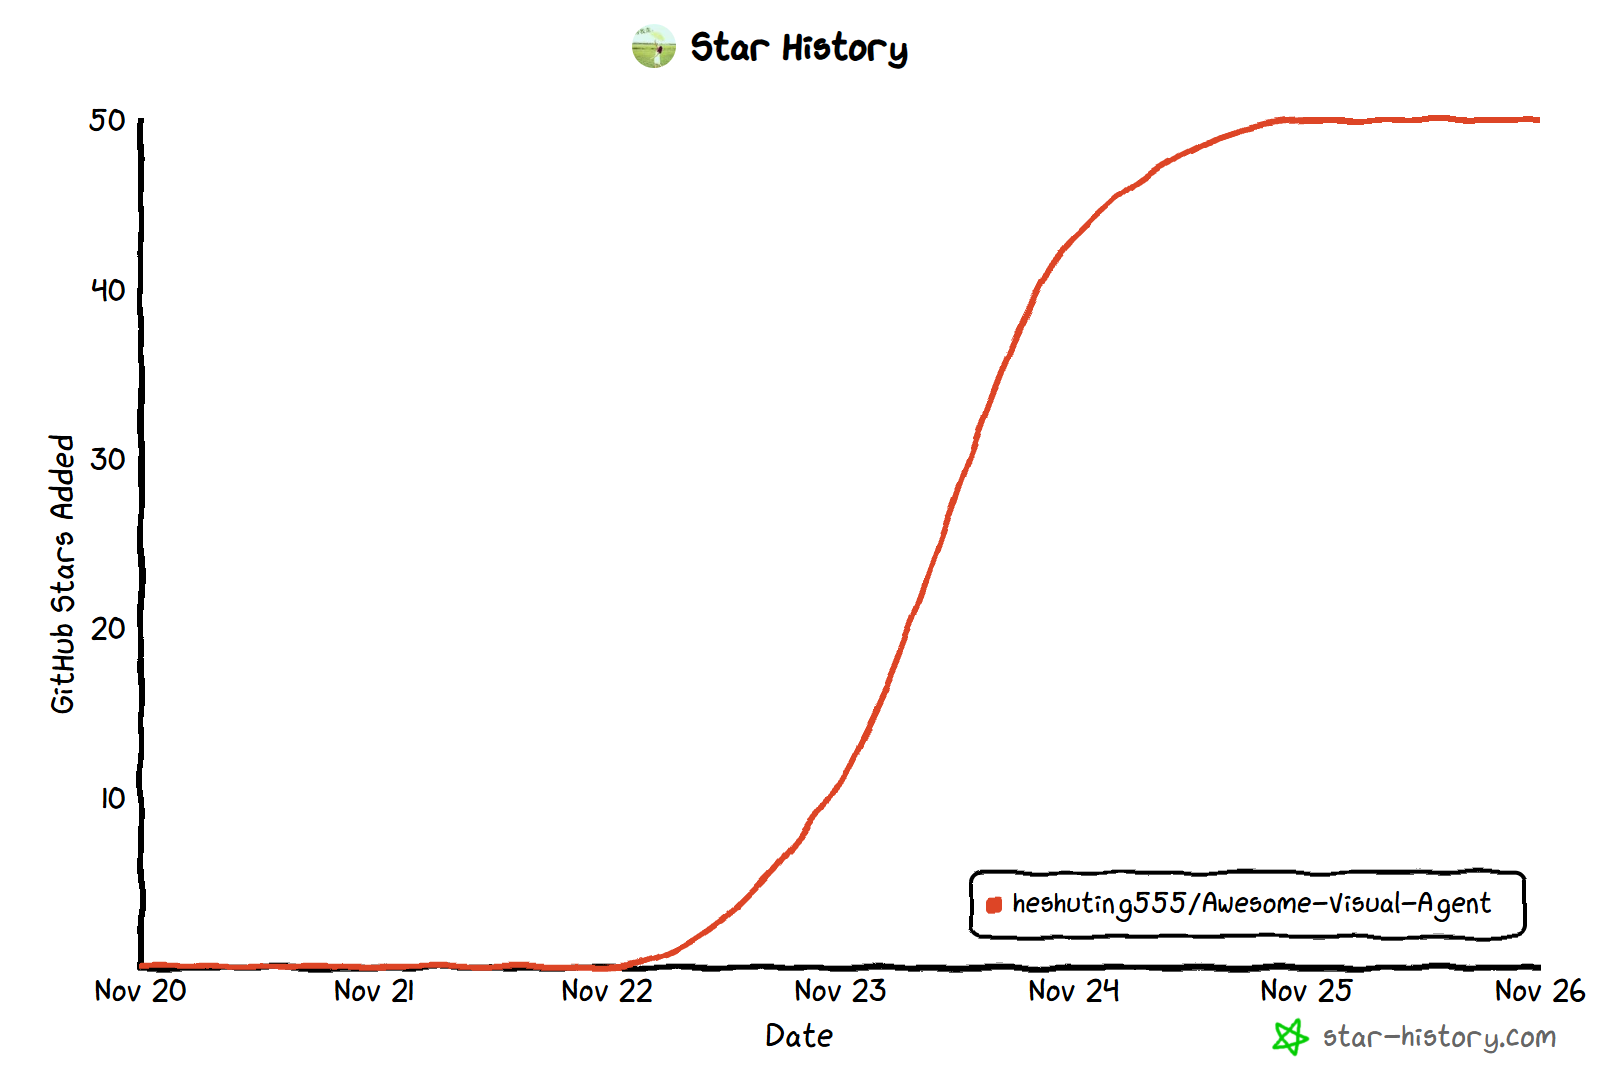 Star History
50
40
30
20
10
GitHub Stars Added
heshuting555/Awesome-Visual-Agent
Nov 20 Nov 21 Nov 22 Nov 23 Nov 24 Nov 25 Nov 26
Date
star-history.com